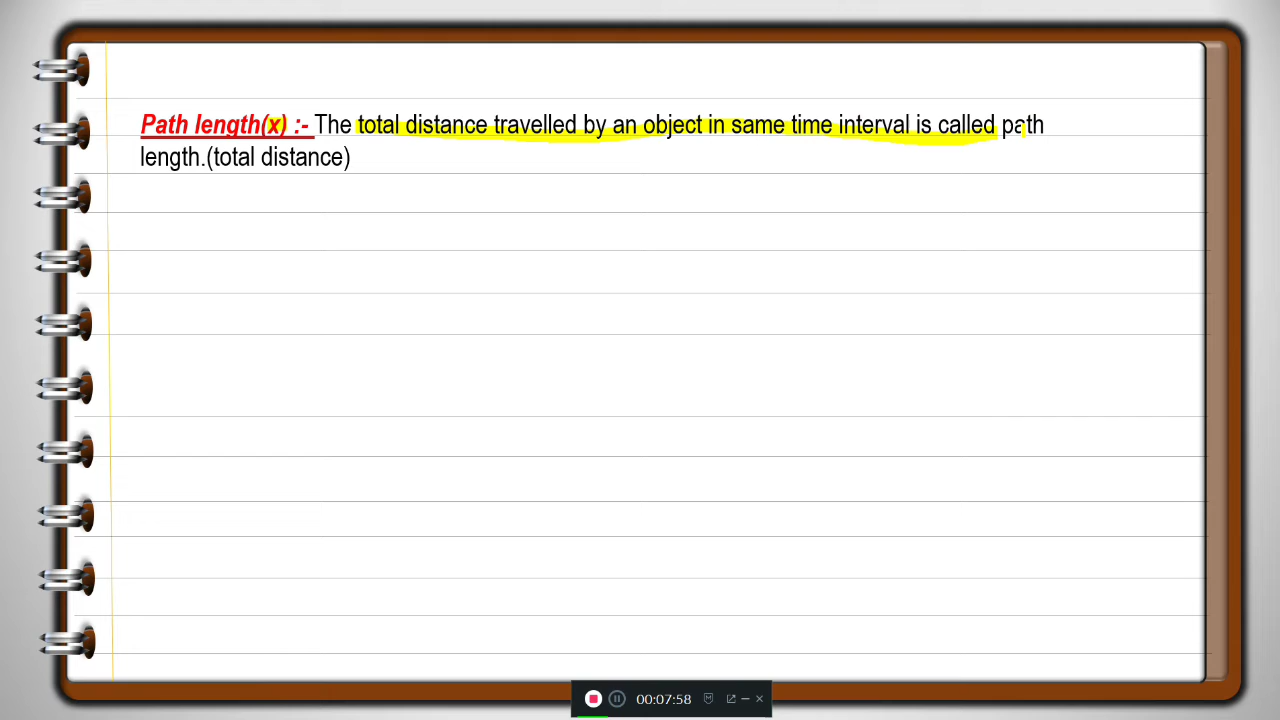 Path length(x) :- The total distance travelled by an object in same time interval is called path
length.(total distance)
00:07:58